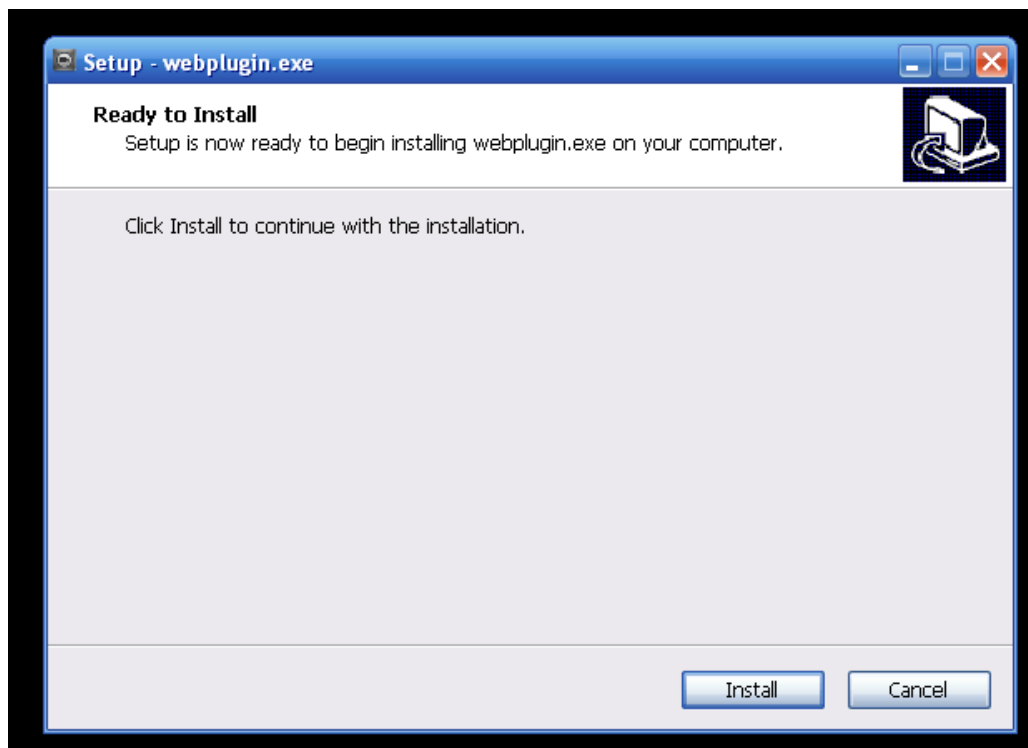 Setup - webplugin.exe
Ready to Install
Setup is now ready to begin installing webplugin.exe on your computer.
Click Install to continue with the installation.
Install
Cancel